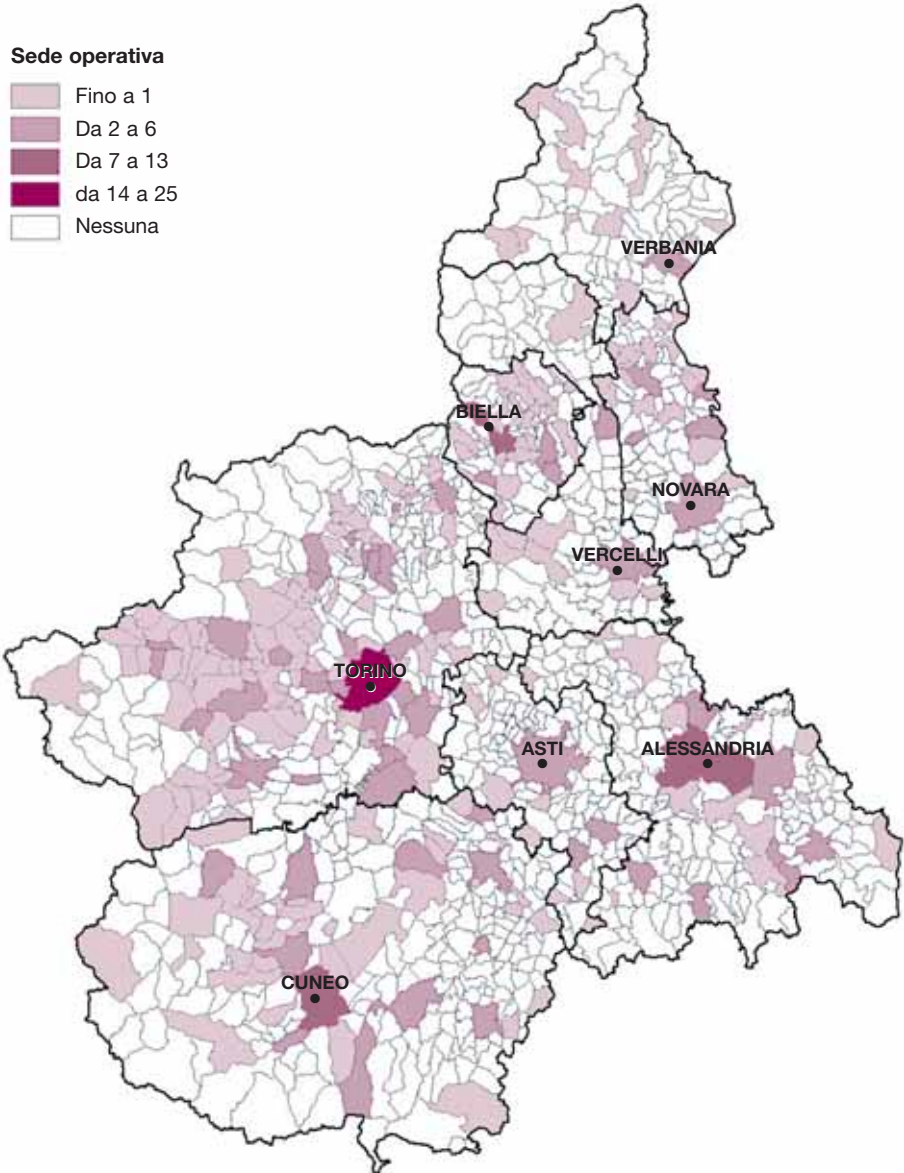 Sede operativa
Fino a 1
Da 2 a 6
Da 7 a 13
da 14 a 25
Nessuna
VERBANIA
BIELLA
NOVARA
VERCELLI
TORINO
ASTI
ALESSANDRIA
CUNEO